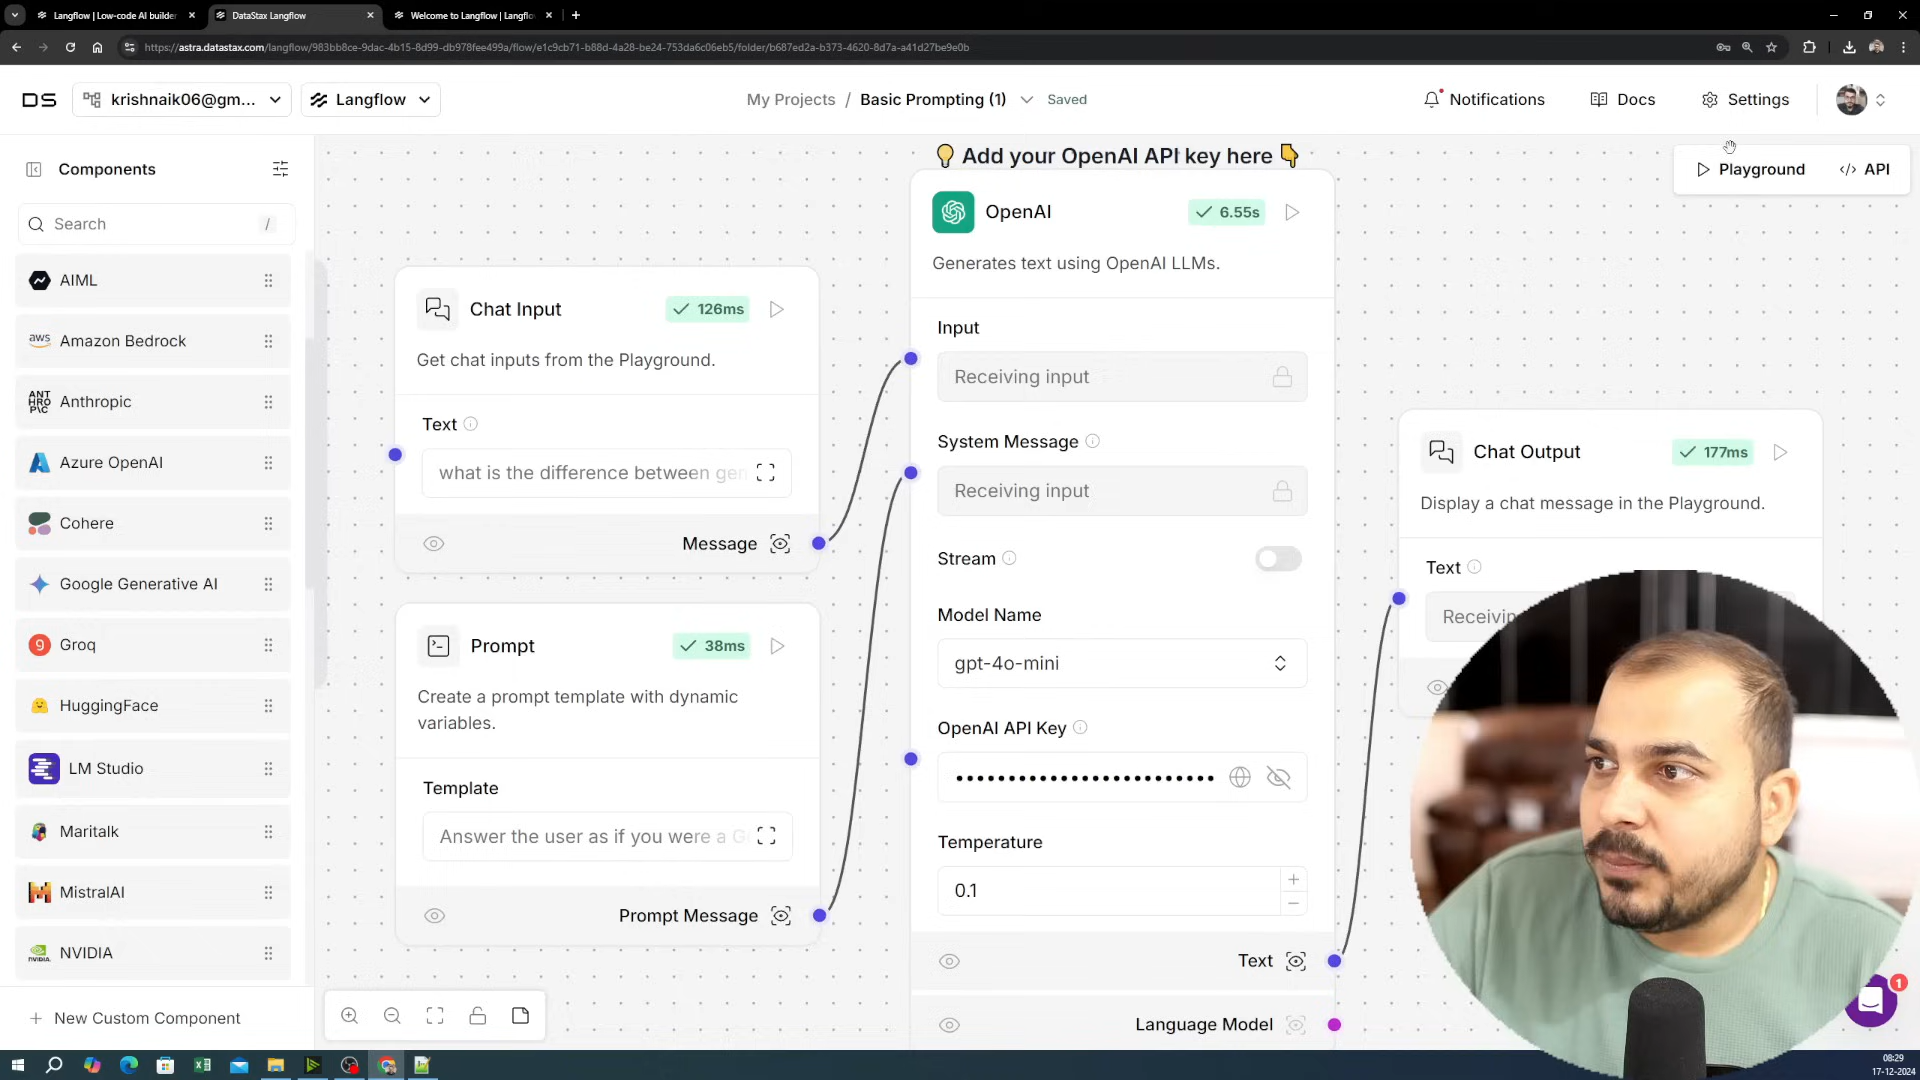 Langflow | Low-code AI builder
DataStax Langflow
Welcome to Langflow | Langflo
https://astra.datastax.com/langflow/983bb8ce-9dac-4b15-8d99-db978fee499a/flow/e1c9cb71-b88d-4a28-be24-753da6c06eb5/folder/b687ed2a-b373-4620-8d7a-a41d27be9e0b
DS
krishnaik06@gm...
Langflow
My Projects / Basic Prompting (1)
Saved
Notifications
Docs
Settings
Components
Search /
AIML
aws Amazon Bedrock
ANTHROP\C Anthropic
Azure OpenAI
Cohere
Google Generative AI
Groq
HuggingFace
LM Studio
Maritalk
MistralAI
NVIDIA
New Custom Component
Chat Input
126ms
Get chat inputs from the Playground.
Text
what is the difference between gen
Message
Prompt
38ms
Create a prompt template with dynamic
variables.
Template
Answer the user as if you were a G
Prompt Message
Add your OpenAI API key here
OpenAI
6.55s
Generates text using OpenAI LLMs.
Input
Receiving input
System Message
Receiving input
Stream
Model Name
gpt-4o-mini
OpenAI API Key
Temperature
0.1
Text
Language Model
Playground
API
Chat Output
177ms
Display a chat message in the Playground.
Text
Receivin
1
08:29
17-12-2024